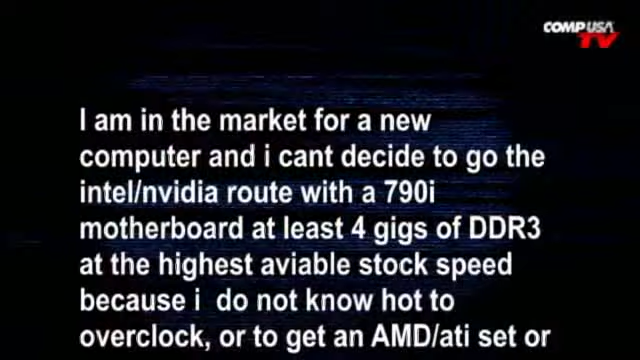 COMPUSA
TV
I am in the market for a new
computer and i cant decide to go the
intel/nvidia route with a 790i
motherboard at least 4 gigs of DDR3
at the highest aviable stock speed
because i do not know hot to
overclock, or to get an AMD/ati set or